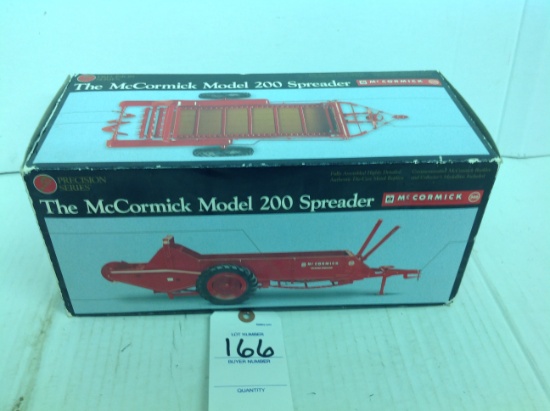 The McCormick Model 200 Spreader
McCORMICK
PRECISION SERIES
The McCormick Model 200 Spreader
McCORMICK
McCORMICK
LOT NUMBER
166
BUYER NUMBER
QUANTITY